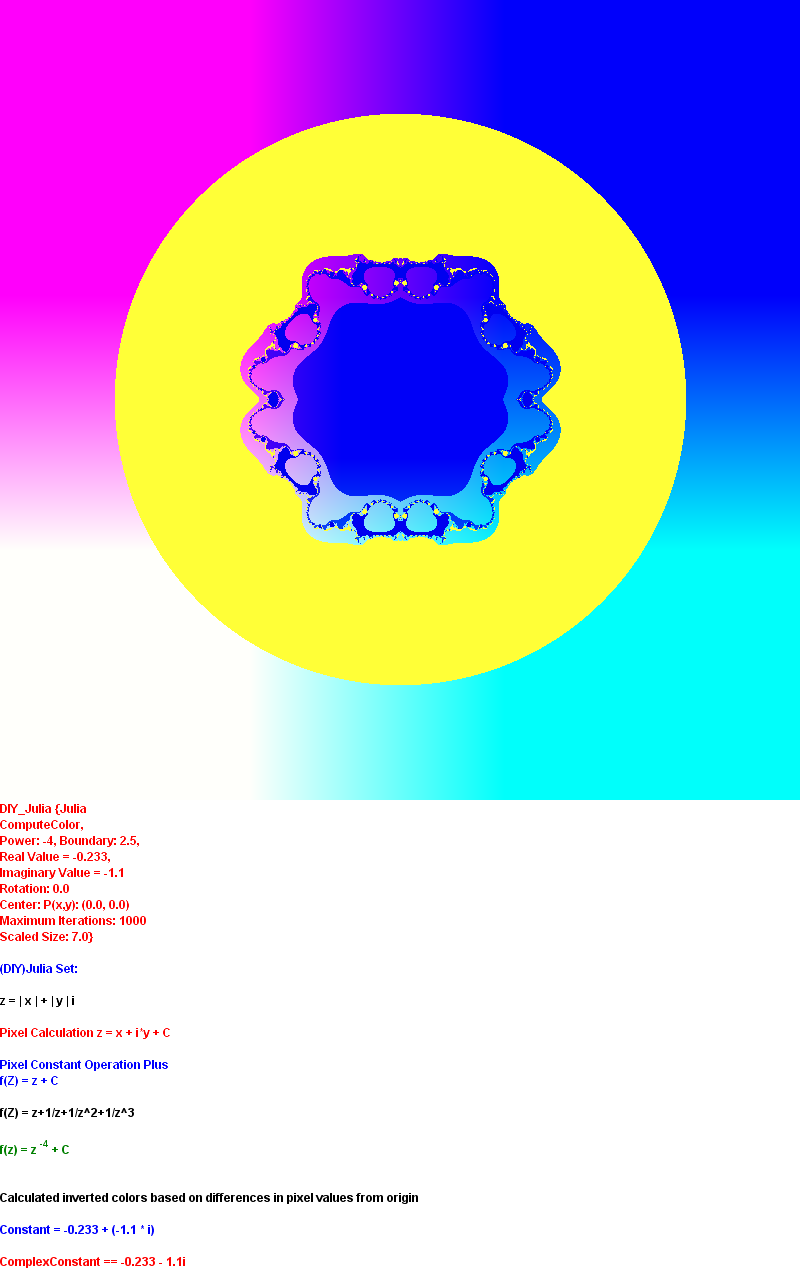 DIY_Julia {Julia
ComputeColor,
Power: -4, Boundary: 2.5,
Real Value = -0.233,
Imaginary Value = -1.1
Rotation: 0.0
Center: P(x,y): (0.0, 0.0)
Maximum Iterations: 1000
Scaled Size: 7.0}
(DIY)Julia Set:
z = | x | + | y | i
Pixel Calculation z = x + i*y + C
Pixel Constant Operation Plus
f(Z) = z + C
f(Z) = z+1/z+1/z^2+1/z^3
f(z) = z -4 + C
Calculated inverted colors based on differences in pixel values from origin
Constant = -0.233 + (-1.1 * i)
ComplexConstant == -0.233 - 1.1i